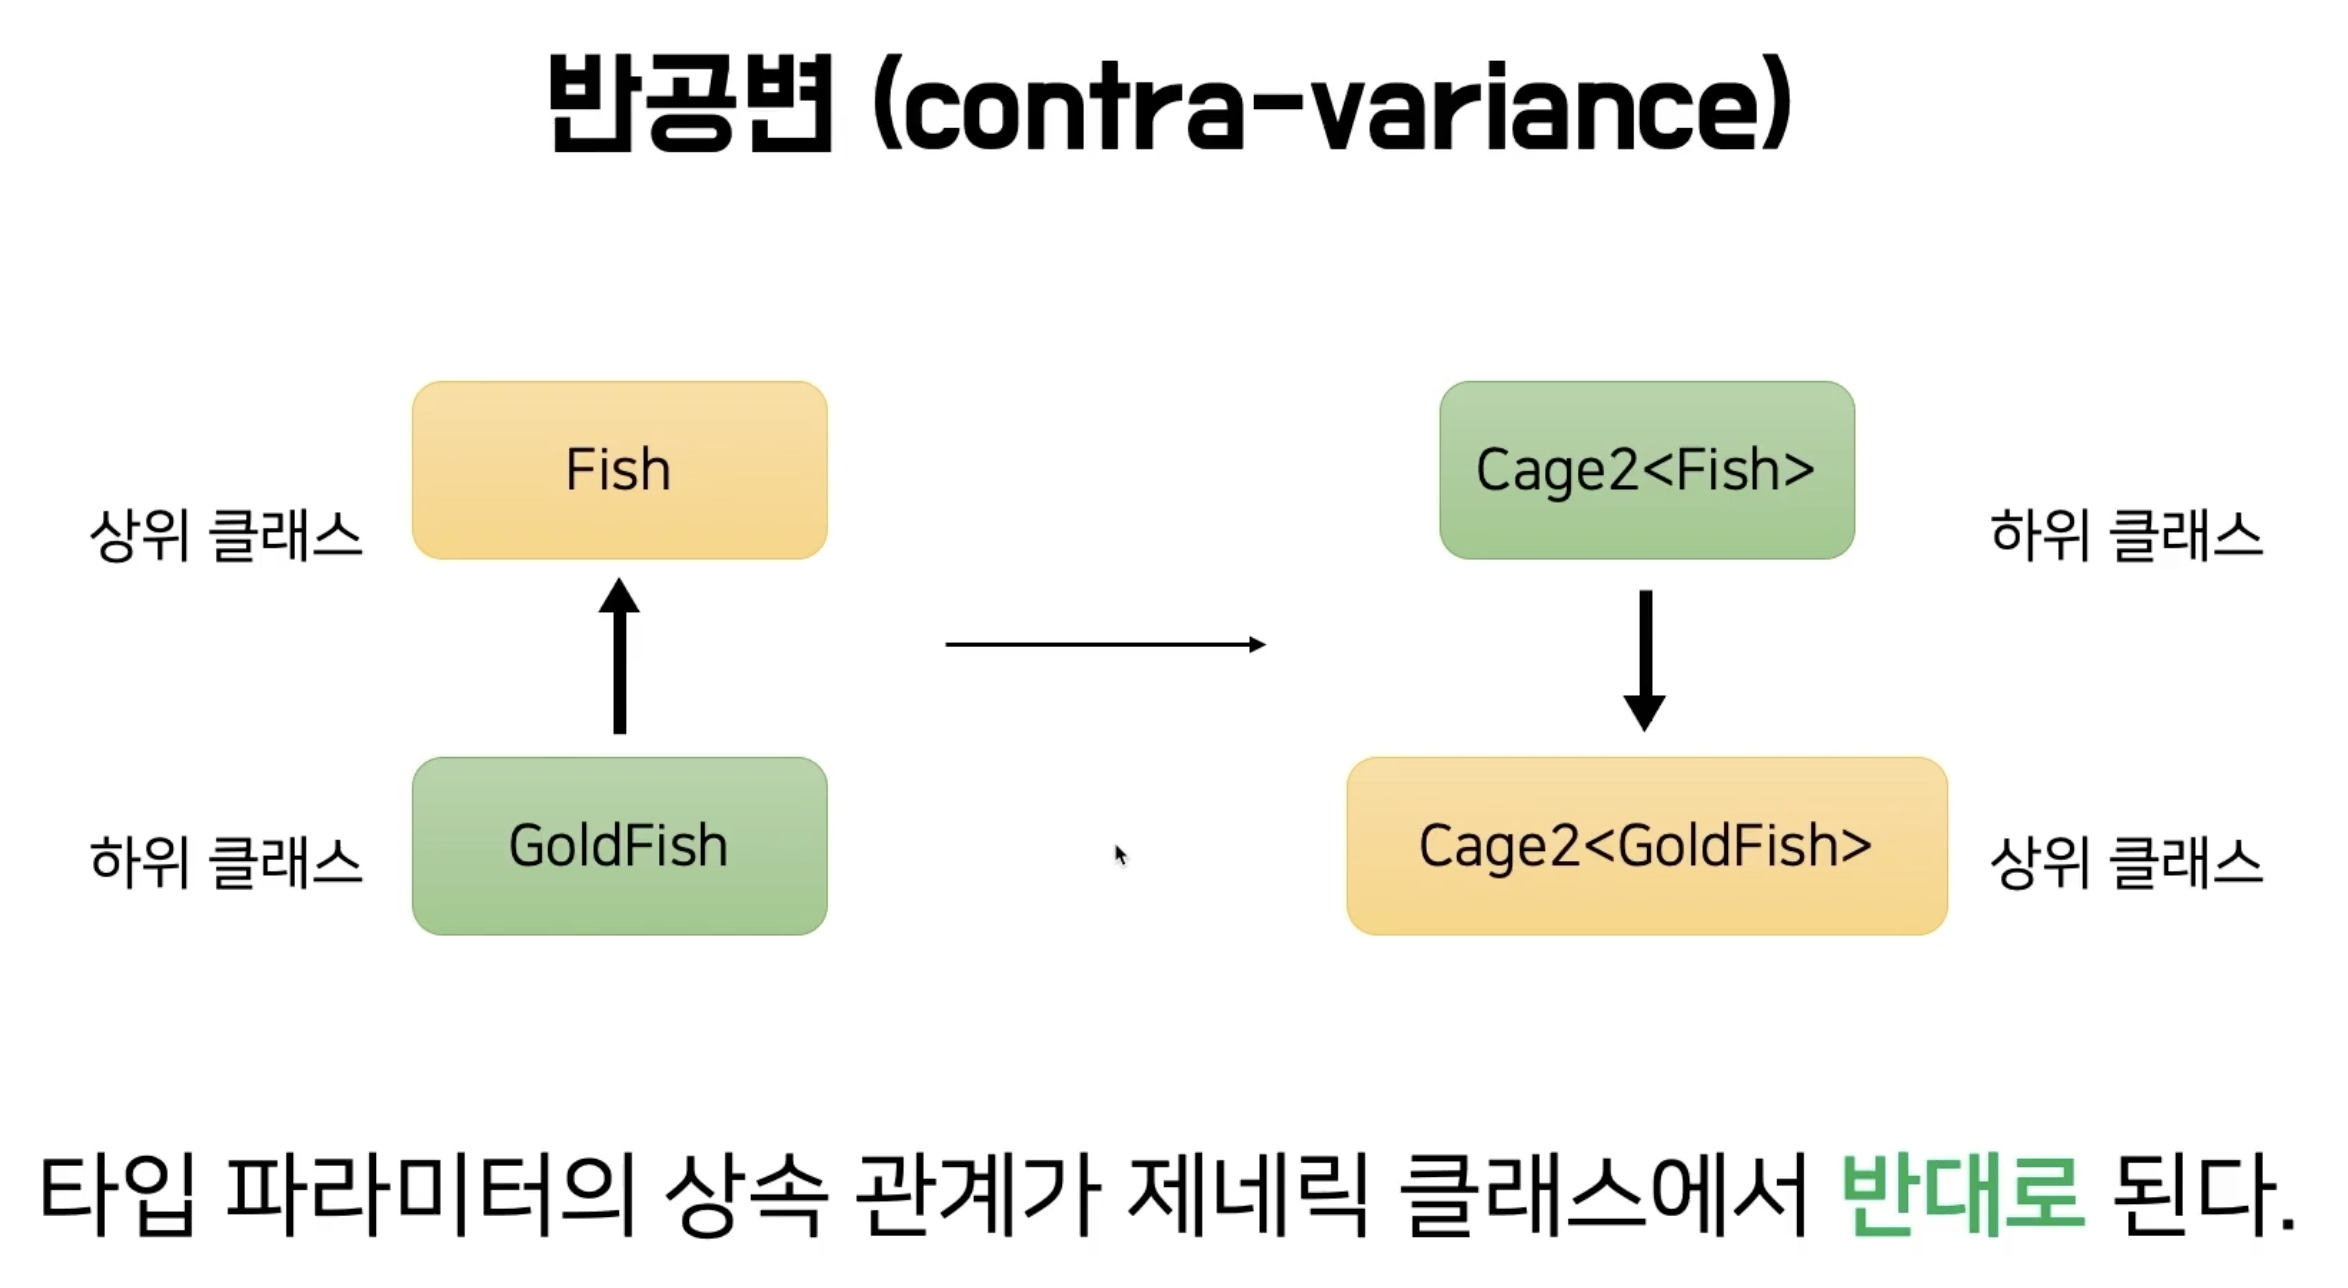 반공변 (contra-variance)
Fish
Cage2<Fish>
상위 클래스
하위 클래스
GoldFish
Cage2<GoldFish>
하위 클래스
상위 클래스
타입 파라미터의 상속 관계가 제네릭 클래스에서 반대로 된다.